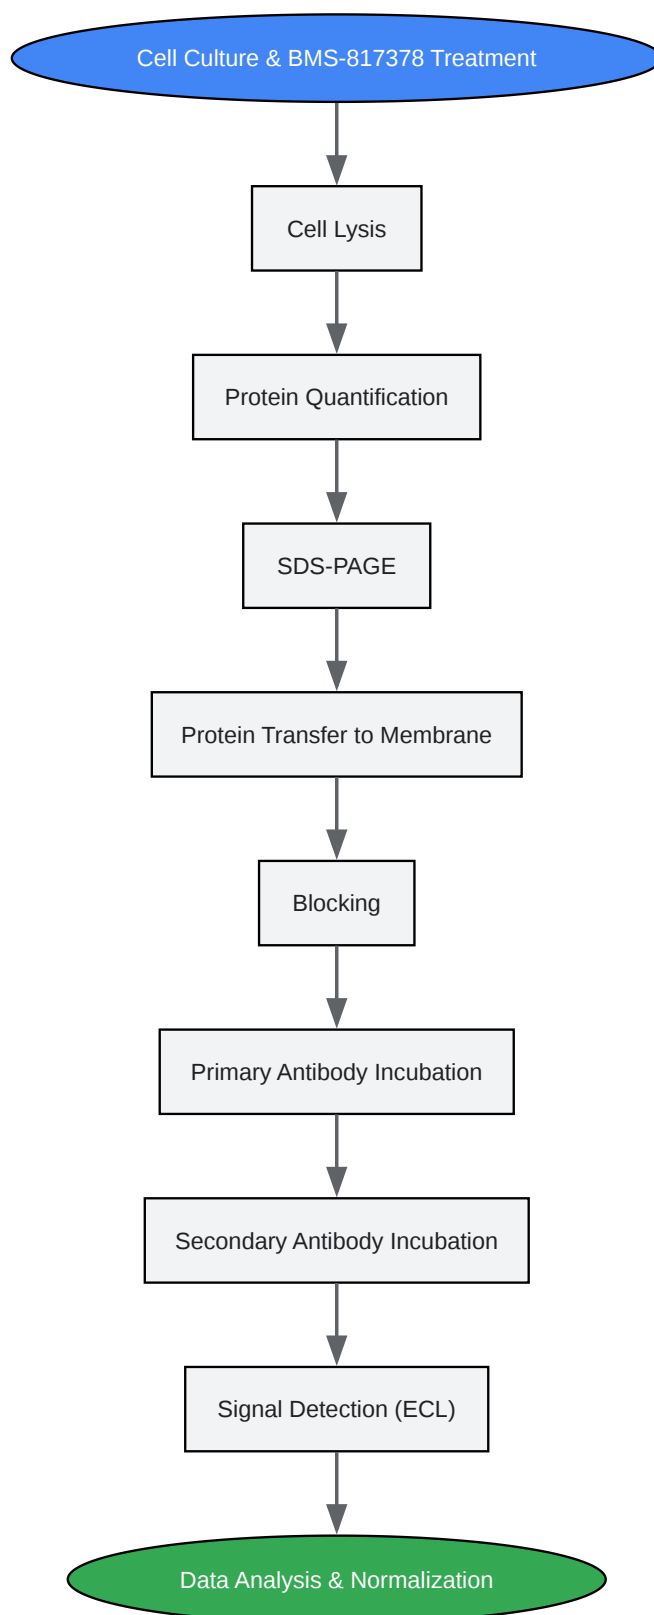 Cell Culture & BMS-817378 Treatment
Cell Lysis
Protein Quantification
SDS-PAGE
Protein Transfer to Membrane
Blocking
Primary Antibody Incubation
Secondary Antibody Incubation
Signal Detection (ECL)
Data Analysis & Normalization